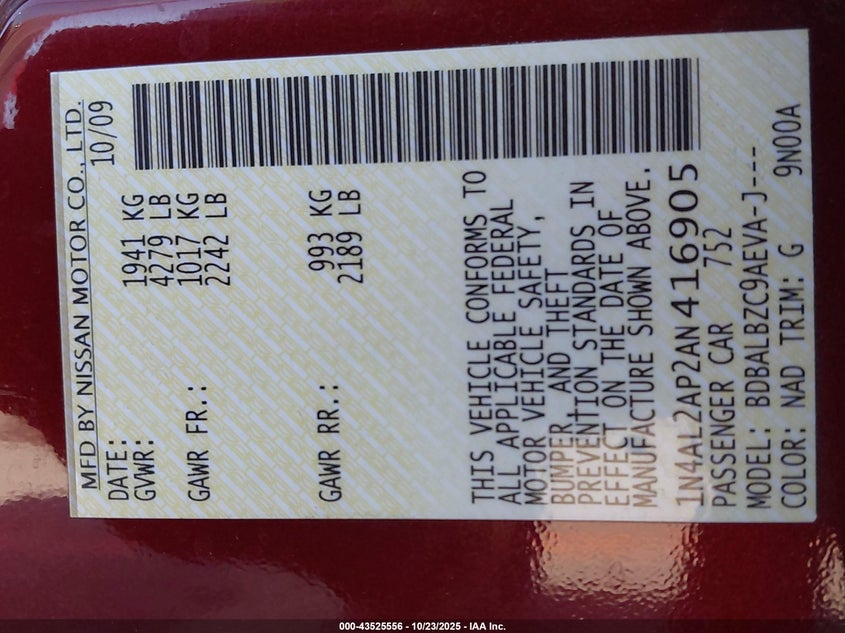 MFD BY NISSAN MOTOR CO., LTD.
DATE: 10/09
GVWR: 1941 KG
4279 LB
GAWR FR.: 1017 KG
2242 LB
GAWR RR.: 993 KG
2189 LB
THIS VEHICLE CONFORMS TO
ALL APPLICABLE FEDERAL
MOTOR VEHICLE SAFETY,
BUMPER, AND THEFT
PREVENTION STANDARDS IN
EFFECT ON THE DATE OF
MANUFACTURE SHOWN ABOVE.
1N4AL2AP2AN416905
PASSENGER CAR 752
MODEL: BDBALBZC9AEVA-J---
COLOR: NAD TRIM: G 9N00A
000-43525556 - 10/23/2025 - IAA Inc.